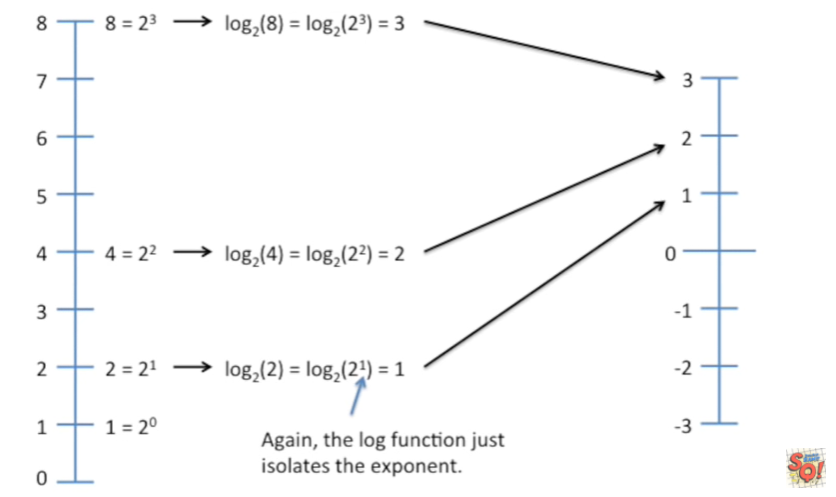 8
8 = 2³ → log₂(8) = log₂(2³) = 3
7
6
5
4
4 = 2² → log₂(4) = log₂(2²) = 2
3
2
2 = 2¹ → log₂(2) = log₂(2¹) = 1
1
1 = 2⁰
0
Again, the log function just
isolates the exponent.
3
2
1
0
-1
-2
-3
SQ!